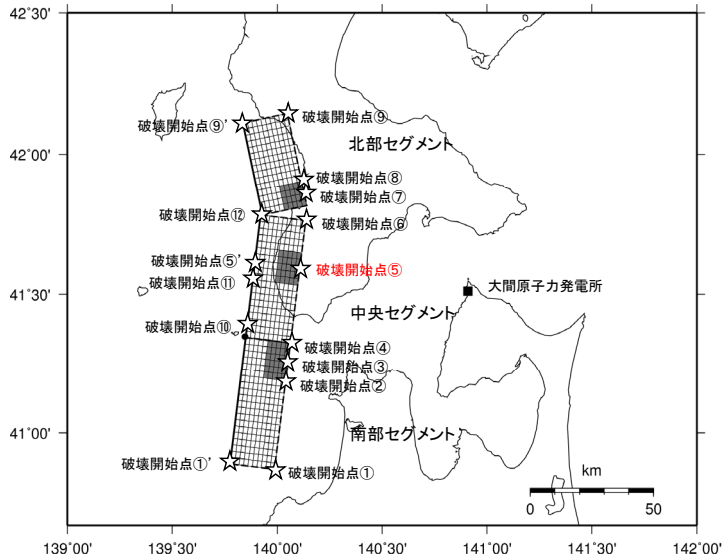 42˚30'
42˚00'
41˚30'
41˚00'
破壊開始点⑨'
破壊開始点⑨
北部セグメント
破壊開始点⑧
破壊開始点⑦
破壊開始点⑫
破壊開始点⑥
破壊開始点⑤'
破壊開始点⑤
破壊開始点⑪
大間原子力発電所
中央セグメント
破壊開始点⑩
破壊開始点④
破壊開始点③
破壊開始点②
南部セグメント
破壊開始点①'
破壊開始点①
km
0 50
139˚00' 139˚30' 140˚00' 140˚30' 141˚00' 141˚30' 142˚00'